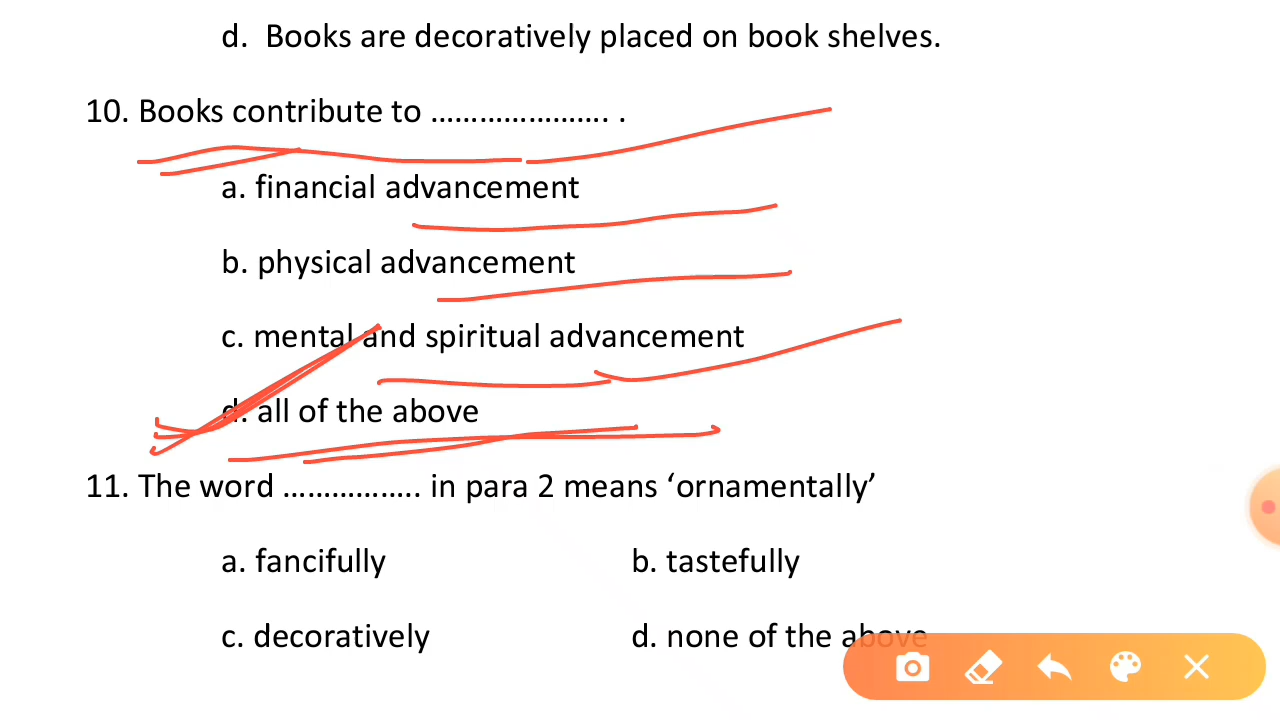 d. Books are decoratively placed on book shelves.
10. Books contribute to ..................... .
a. financial advancement
b. physical advancement
c. mental and spiritual advancement
d. all of the above
11. The word ................. in para 2 means ‘ornamentally’
a. fancifully b. tastefully
c. decoratively d. none of the above